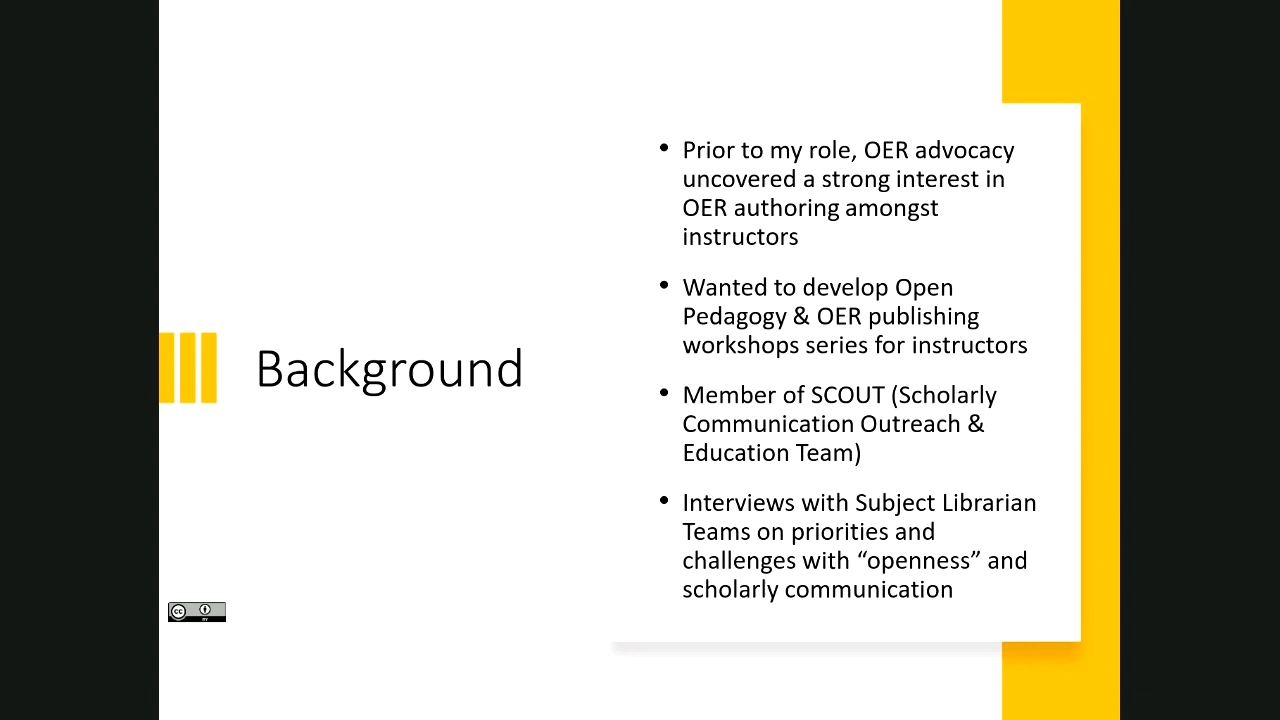 Background
• Prior to my role, OER advocacy
uncovered a strong interest in
OER authoring amongst
instructors
• Wanted to develop Open
Pedagogy & OER publishing
workshops series for instructors
• Member of SCOUT (Scholarly
Communication Outreach &
Education Team)
• Interviews with Subject Librarian
Teams on priorities and
challenges with “openness” and
scholarly communication
cc
BY